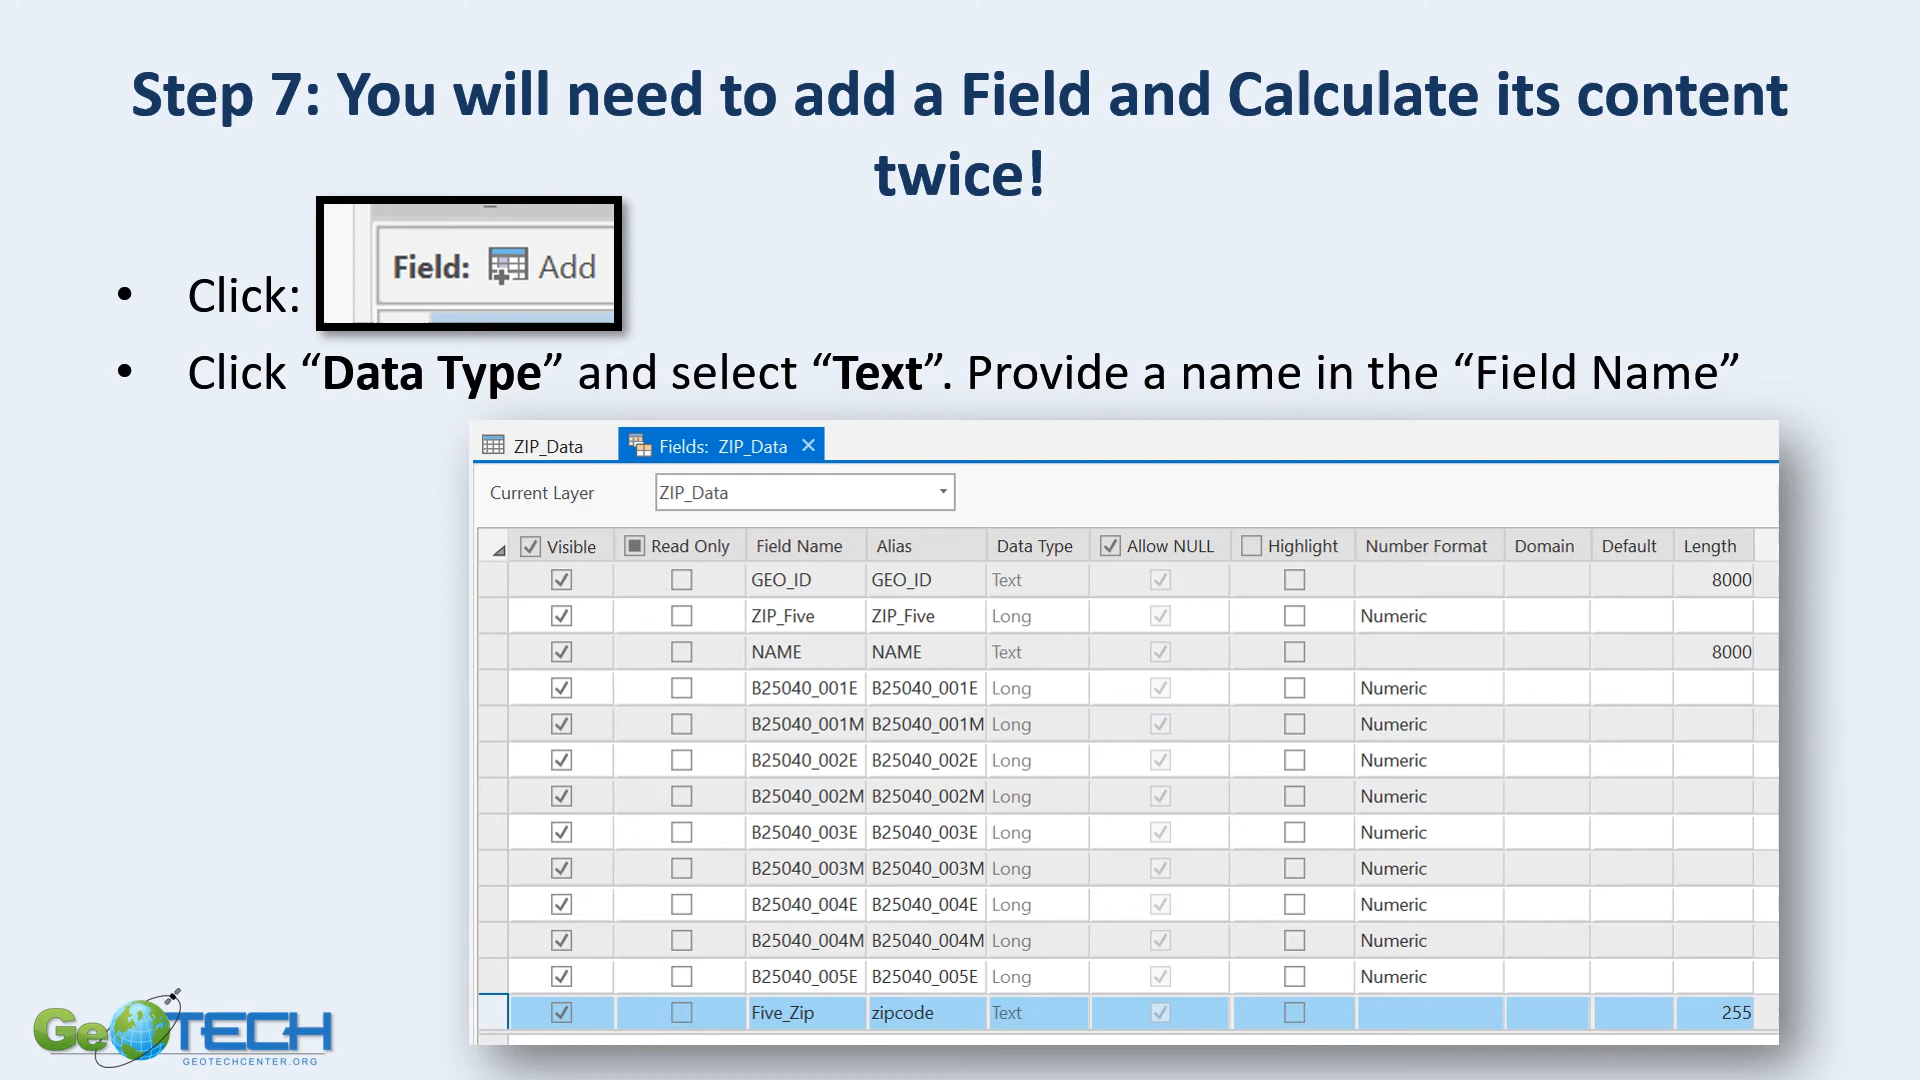 Step 7: You will need to add a Field and Calculate its content
twice!
• Click:
Field: Add
• Click “Data Type” and select “Text”. Provide a name in the “Field Name”
ZIP_Data Fields: ZIP_Data
Current Layer ZIP_Data
Visible Read Only Field Name Alias Data Type Allow NULL Highlight Number Format Domain Default Length
GEO_ID GEO_ID Text 8000
ZIP_Five ZIP_Five Long Numeric
NAME NAME Text 8000
B25040_001E B25040_001E Long Numeric
B25040_001M B25040_001M Long Numeric
B25040_002E B25040_002E Long Numeric
B25040_002M B25040_002M Long Numeric
B25040_003E B25040_003E Long Numeric
B25040_003M B25040_003M Long Numeric
B25040_004E B25040_004E Long Numeric
B25040_004M B25040_004M Long Numeric
B25040_005E B25040_005E Long Numeric
Five_Zip zipcode Text 255
GeoTECH
GEOTECHCENTER.ORG